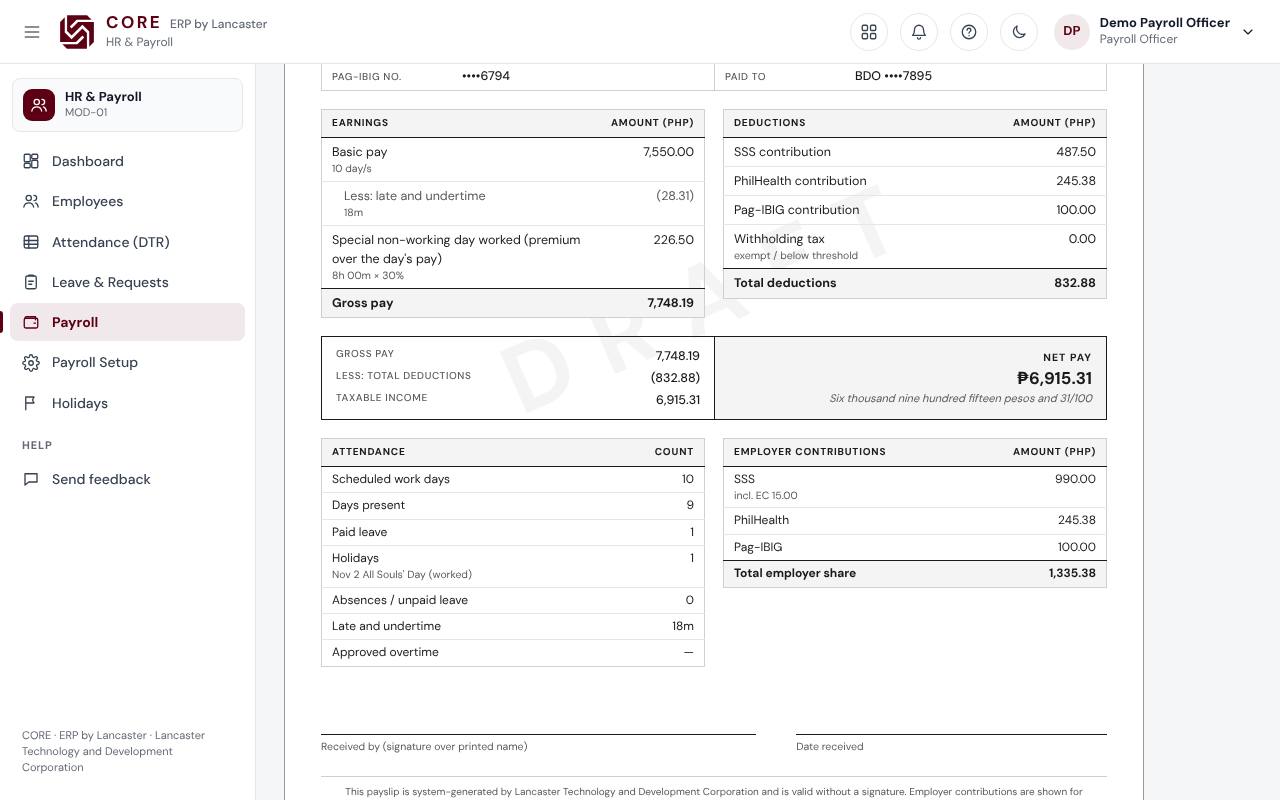 CORE ERP by Lancaster
HR & Payroll
DP
Demo Payroll Officer
Payroll Officer
HR & Payroll
MOD-01
Dashboard
Employees
Attendance (DTR)
Leave & Requests
Payroll
Payroll Setup
Holidays
HELP
Send feedback
CORE · ERP by Lancaster · Lancaster
Technology and Development
Corporation
PAG-IBIG NO. ••••6794
PAID TO BDO ••••7895
EARNINGS AMOUNT (PHP)
Basic pay 7,550.00
10 day/s
Less: late and undertime (28.31)
18m
Special non-working day worked (premium 226.50
over the day's pay)
8h 00m × 30%
Gross pay 7,748.19
DEDUCTIONS AMOUNT (PHP)
SSS contribution 487.50
PhilHealth contribution 245.38
Pag-IBIG contribution 100.00
Withholding tax 0.00
exempt / below threshold
Total deductions 832.88
DRAFT
GROSS PAY 7,748.19
LESS: TOTAL DEDUCTIONS (832.88)
TAXABLE INCOME 6,915.31
NET PAY
₱6,915.31
Six thousand nine hundred fifteen pesos and 31/100
ATTENDANCE COUNT
Scheduled work days 10
Days present 9
Paid leave 1
Holidays 1
Nov 2 All Souls' Day (worked)
Absences / unpaid leave 0
Late and undertime 18m
Approved overtime —
EMPLOYER CONTRIBUTIONS AMOUNT (PHP)
SSS 990.00
incl. EC 15.00
PhilHealth 245.38
Pag-IBIG 100.00
Total employer share 1,335.38
Received by (signature over printed name)
Date received
This payslip is system-generated by Lancaster Technology and Development Corporation and is valid without a signature. Employer contributions are shown for